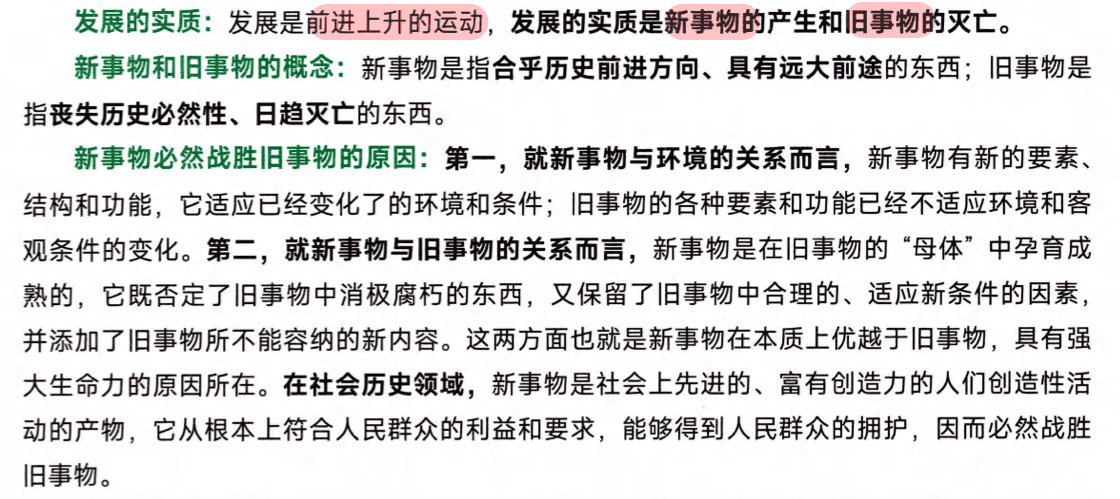 发展的实质：发展是前进上升的运动，发展的实质是新事物的产生和旧事物的灭亡。
新事物和旧事物的概念：新事物是指合乎历史前进方向、具有远大前途的东西；旧事物是
指丧失历史必然性、日趋灭亡的东西。
新事物必然战胜旧事物的原因：第一，就新事物与环境的关系而言，新事物有新的要素、
结构和功能，它适应已经变化了的环境和条件；旧事物的各种要素和功能已经不适应环境和客
观条件的变化。第二，就新事物与旧事物的关系而言，新事物是在旧事物的“母体”中孕育成
熟的，它既否定了旧事物中消极腐朽的东西，又保留了旧事物中合理的、适应新条件的因素，
并添加了旧事物所不能容纳的新内容。这两方面也就是新事物在本质上优越于旧事物，具有强
大生命力的原因所在。在社会历史领域，新事物是社会上先进的、富有创造力的人们创造性活
动的产物，它从根本上符合人民群众的利益和要求，能够得到人民群众的拥护，因而必然战胜
旧事物。